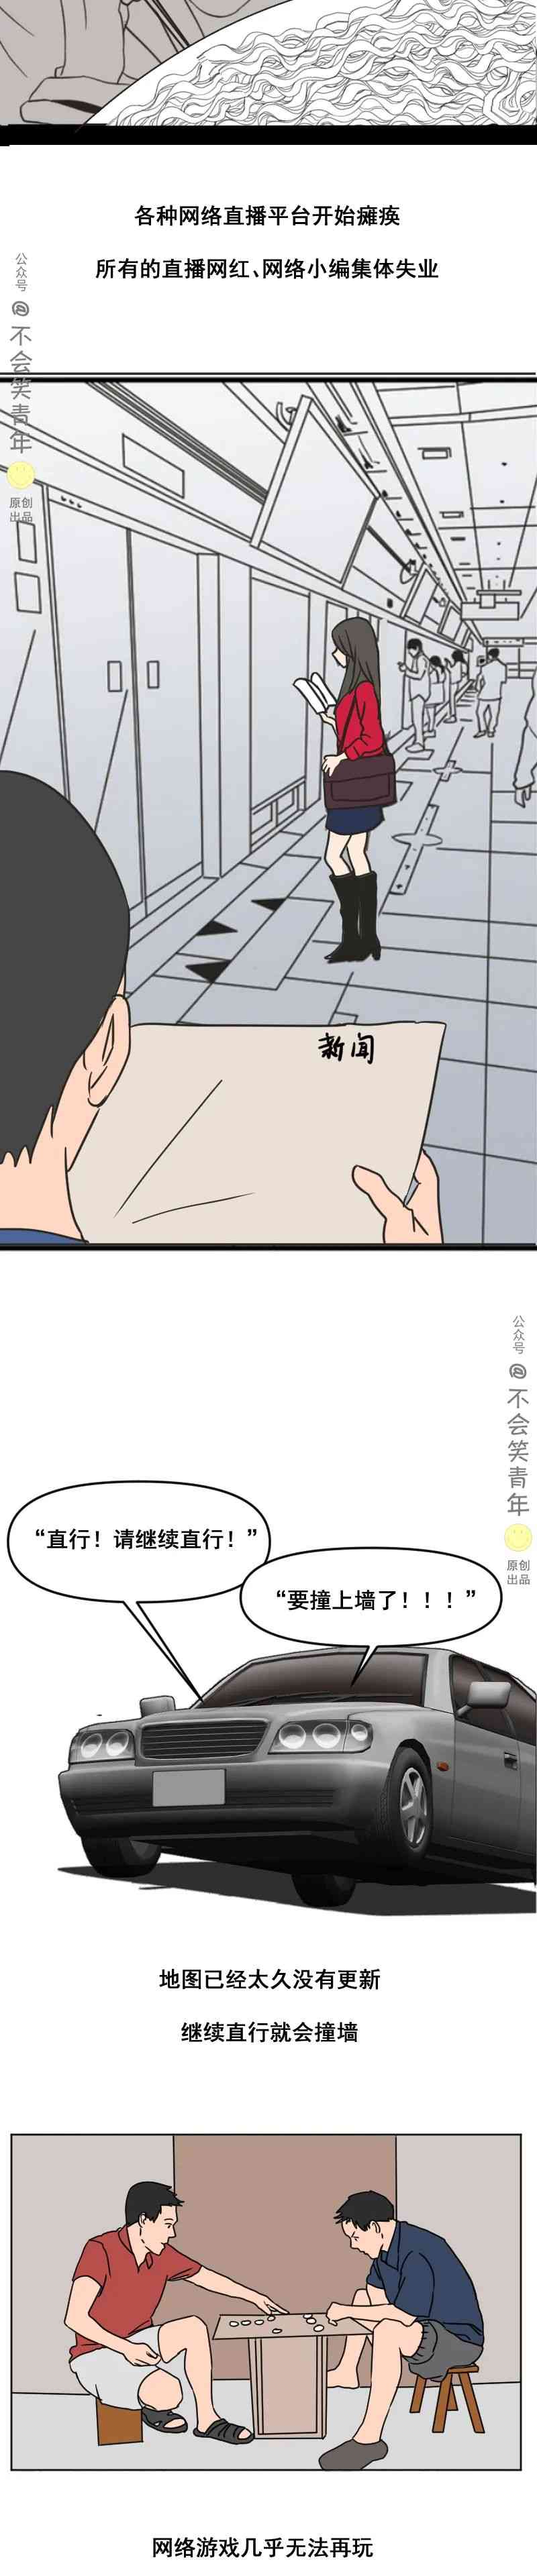 各种网络直播平台开始瘫痪
所有的直播网红、网络小编集体失业
公众号
@不会笑青年
原创
出品
新闻
公众号
@不会笑青年
原创
出品
“直行！请继续直行！”
“要撞上墙了！！！”
地图已经太久没有更新
继续直行就会撞墙
网络游戏几乎无法再玩